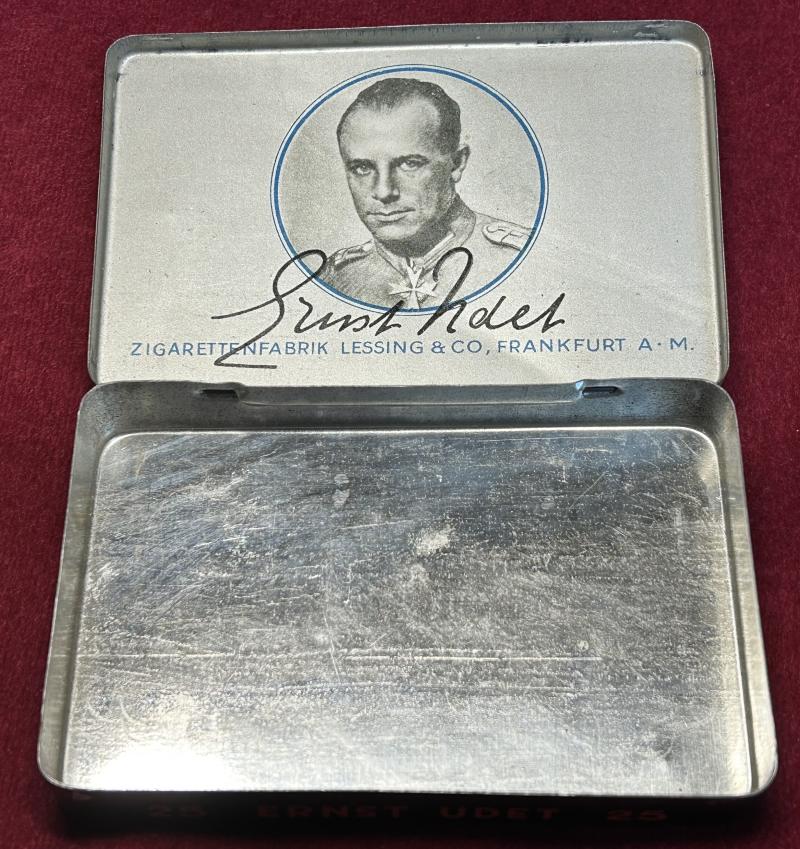 Ernst Udet
ZIGARETTENFABRIK LESSING & CO, FRANKFURT A·M.
25 ERNST UDET 25